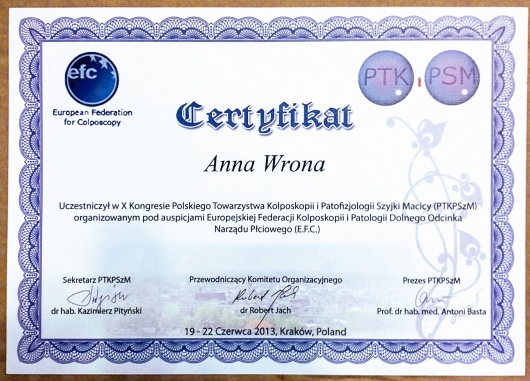 efc
European Federation
for Colposcopy
PTK PSM
Certyfikat
Anna Wrona
Uczestniczył w X Kongresie Polskiego Towarzystwa Kolposkopii i Patofizjologii Szyjki Macicy (PTKPSzM)
organizowanym pod auspicjami Europejskiej Federacji Kolposkopii i Patologii Dolnego Odcinka
Narządu Płciowego (E.F.C.)
Sekretarz PTKPSzM
dr hab. Kazimierz Pityński
Przewodniczący Komitetu Organizacyjnego
dr Robert Jach
Prezes PTKPSzM
Prof. dr hab. med. Antoni Basta
19 - 22 Czerwca 2013, Kraków, Poland